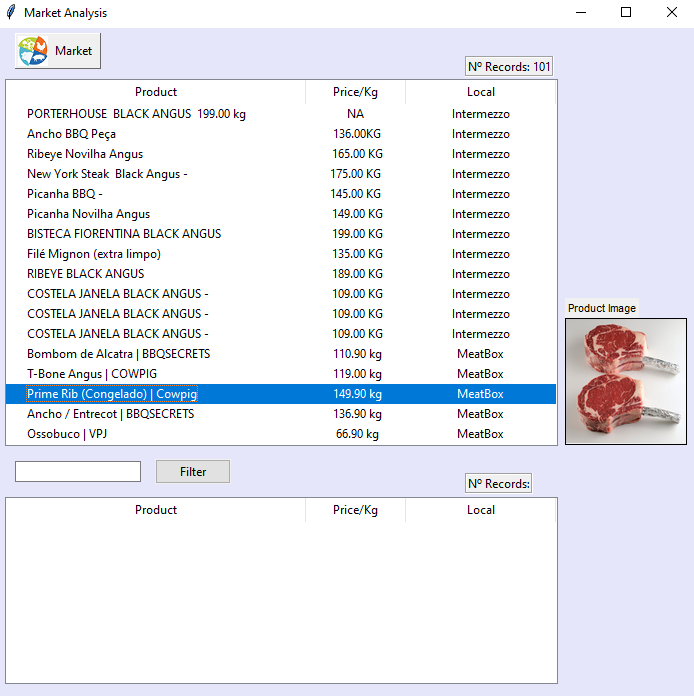 Market Analysis
Market
Nº Records: 101
Product Price/Kg Local
PORTERHOUSE  BLACK ANGUS  199.00 kg NA Intermezzo
Ancho BBQ Peça 136.00KG Intermezzo
Ribeye Novilha Angus 165.00 KG Intermezzo
New York Steak  Black Angus - 175.00 KG Intermezzo
Picanha BBQ - 145.00 KG Intermezzo
Picanha Novilha Angus 149.00 KG Intermezzo
BISTECA FIORENTINA BLACK ANGUS 199.00 KG Intermezzo
Filé Mignon (extra limpo) 135.00 KG Intermezzo
RIBEYE BLACK ANGUS 189.00 KG Intermezzo
COSTELA JANELA BLACK ANGUS - 109.00 KG Intermezzo
COSTELA JANELA BLACK ANGUS - 109.00 KG Intermezzo
COSTELA JANELA BLACK ANGUS - 109.00 KG Intermezzo
Bombom de Alcatra | BBQSECRETS 110.90 kg MeatBox
T-Bone Angus | COWPIG 119.00 kg MeatBox
Prime Rib (Congelado) | Cowpig 149.90 kg MeatBox
Ancho / Entrecot | BBQSECRETS 136.90 kg MeatBox
Ossobuco | VPJ 66.90 kg MeatBox
Product Image
Filter
Nº Records:
Product Price/Kg Local